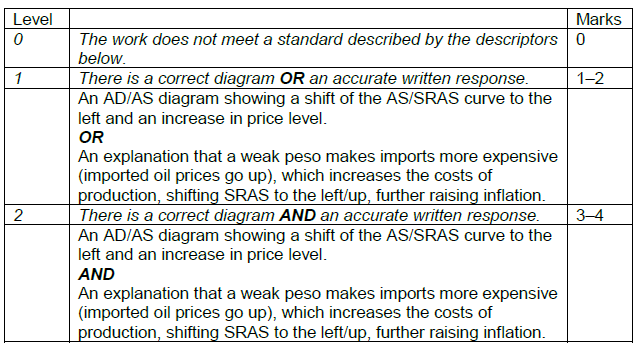 Level Marks
0 The work does not meet a standard described by the descriptors 0
below.
1 There is a correct diagram OR an accurate written response. 1–2
An AD/AS diagram showing a shift of the AS/SRAS curve to the
left and an increase in price level.
OR
An explanation that a weak peso makes imports more expensive
(imported oil prices go up), which increases the costs of
production, shifting SRAS to the left/up, further raising inflation.
2 There is a correct diagram AND an accurate written response. 3–4
An AD/AS diagram showing a shift of the AS/SRAS curve to the
left and an increase in price level.
AND
An explanation that a weak peso makes imports more expensive
(imported oil prices go up), which increases the costs of
production, shifting SRAS to the left/up, further raising inflation.